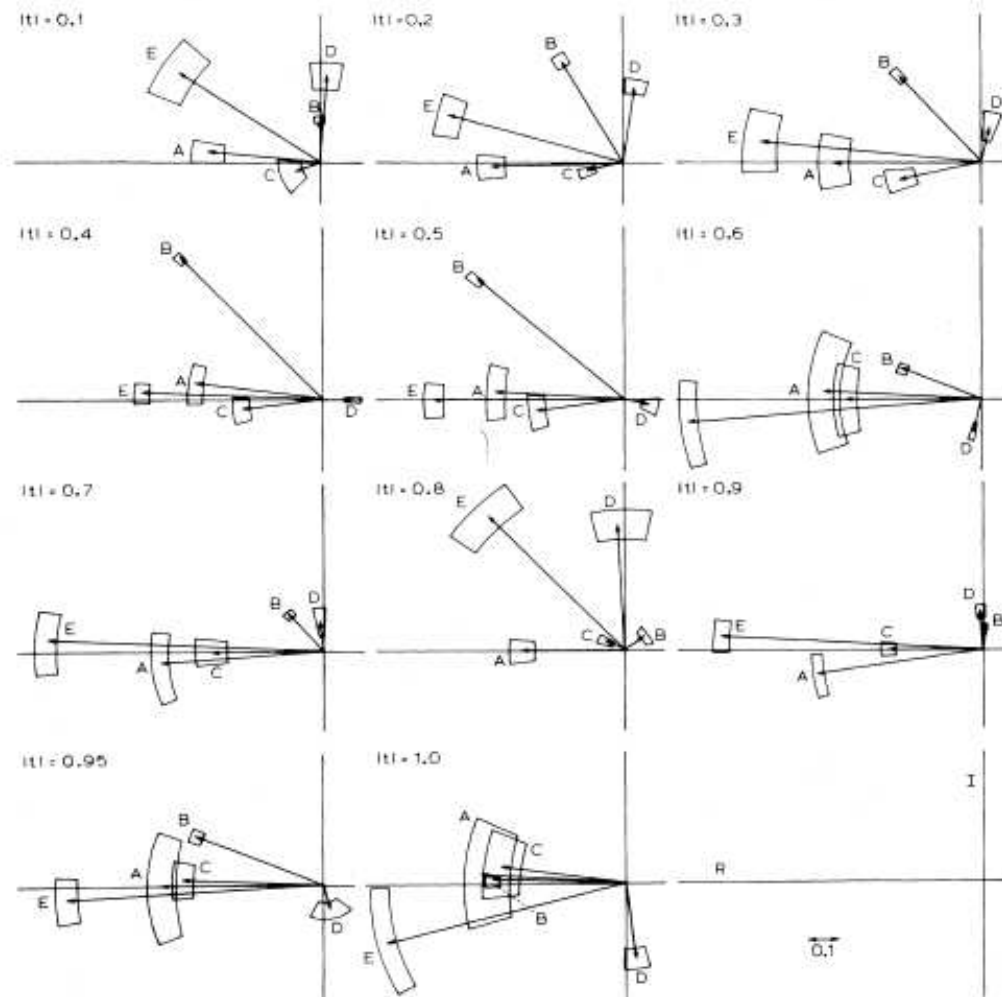 |t| = 0.1
E
D
B
A
C
|t| = 0.2
B
D
E
A
C
|t| = 0.3
B
D
E
A
C
|t| = 0.4
B
E
A
C
D
|t| = 0.5
B
E
A
C
D
|t| = 0.6
C
B
A
E
D
|t| = 0.7
D
B
E
A
C
|t| = 0.8
E
D
C
B
A
|t| = 0.9
D
B
E
C
A
|t| = 0.95
B
A
C
E
D
|t| = 1.0
A
C
B
E
D
I
R
0.1